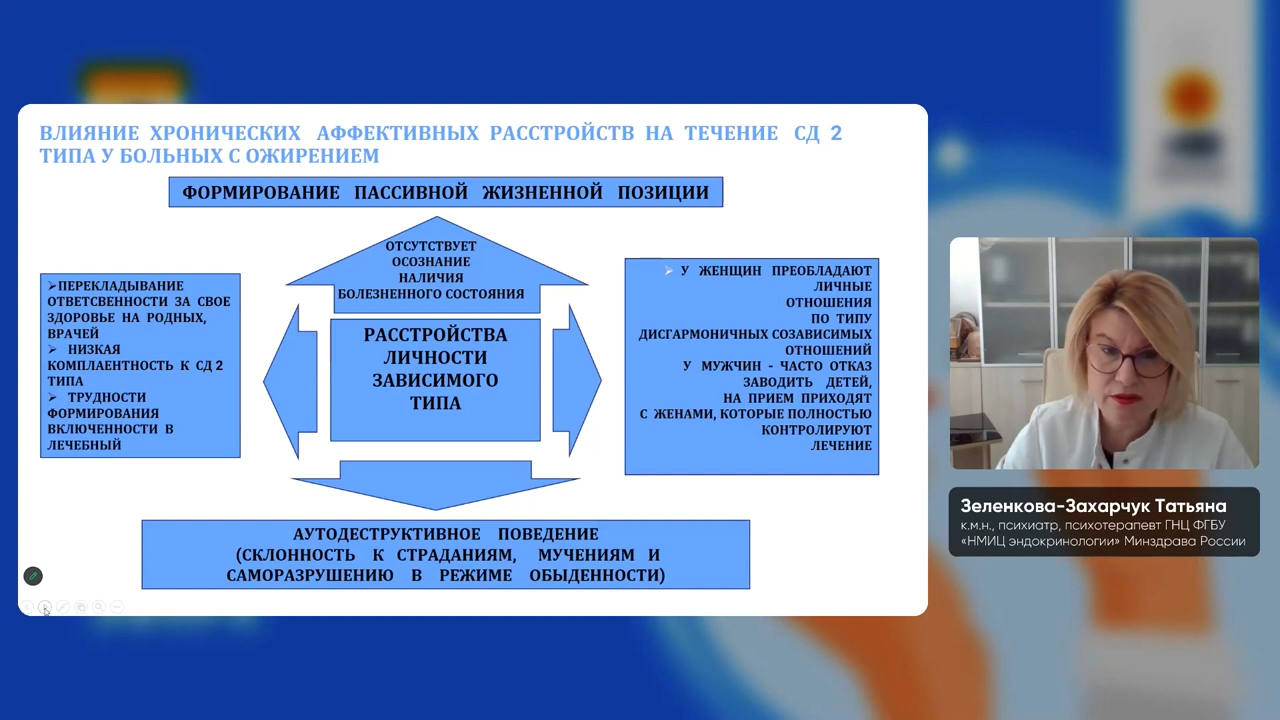 ВЛИЯНИЕ ХРОНИЧЕСКИХ АФФЕКТИВНЫХ РАССТРОЙСТВ НА ТЕЧЕНИЕ СД 2
ТИПА У БОЛЬНЫХ С ОЖИРЕНИЕМ
ФОРМИРОВАНИЕ ПАССИВНОЙ ЖИЗНЕННОЙ ПОЗИЦИИ
ОТСУТСТВУЕТ
ОСОЗНАНИЕ
НАЛИЧИЯ
БОЛЕЗНЕННОГО СОСТОЯНИЯ
➢ПЕРЕКЛАДЫВАНИЕ
ОТВЕТСВЕННОСТИ ЗА СВОЕ
ЗДОРОВЬЕ НА РОДНЫХ,
ВРАЧЕЙ
➢ НИЗКАЯ
КОМПЛАЕНТНОСТЬ К СД 2
ТИПА
➢ ТРУДНОСТИ
ФОРМИРОВАНИЯ
ВКЛЮЧЕННОСТИ В
ЛЕЧЕБНЫЙ
РАССТРОЙСТВА
ЛИЧНОСТИ
ЗАВИСИМОГО
ТИПА
➢ У ЖЕНЩИН ПРЕОБЛАДАЮТ
ЛИЧНЫЕ
ОТНОШЕНИЯ
ПО ТИПУ
ДИСГАРМОНИЧНЫХ СОЗАВИСИМЫХ
ОТНОШЕНИЙ
У МУЖЧИН - ЧАСТО ОТКАЗ
ЗАВОДИТЬ ДЕТЕЙ,
НА ПРИЕМ ПРИХОДЯТ
С ЖЕНАМИ, КОТОРЫЕ ПОЛНОСТЬЮ
КОНТРОЛИРУЮТ
ЛЕЧЕНИЕ
АУТОДЕСТРУКТИВНОЕ ПОВЕДЕНИЕ
(СКЛОННОСТЬ К СТРАДАНИЯМ, МУЧЕНИЯМ И
САМОРАЗРУШЕНИЮ В РЕЖИМЕ ОБЫДЕННОСТИ)
Зеленкова-Захарчук Татьяна
к.м.н., психиатр, психотерапевт ГНЦ ФГБУ
«НМИЦ эндокринологии» Минздрава России